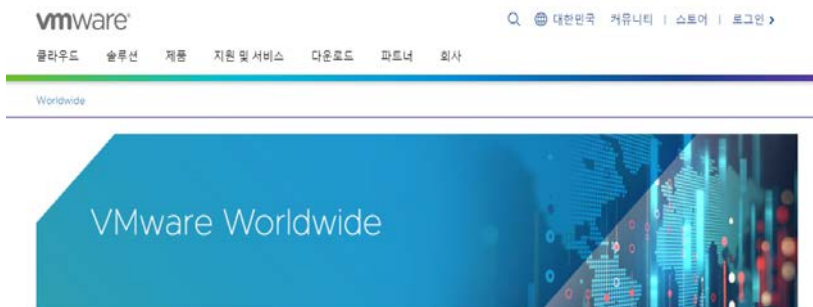 vmware
대한민국 커뮤니티 | 스토어 | 로그인 >
클라우드 솔루션 제품 지원 및 서비스 다운로드 파트너 회사
Worldwide
VMware Worldwide